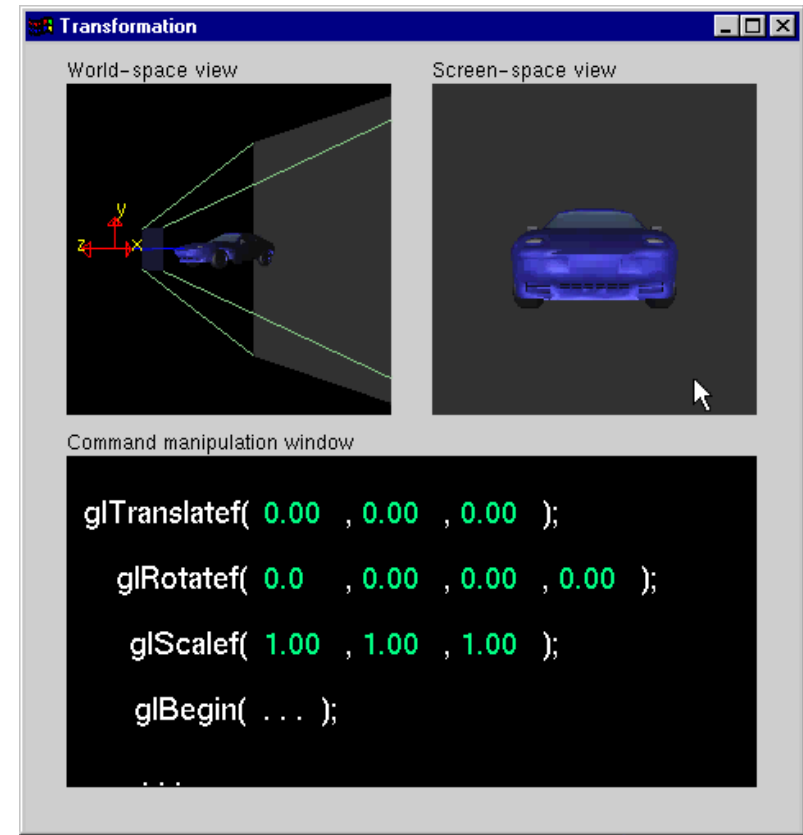 Transformation
World-space view
Screen-space view
y
z
x
Command manipulation window
glTranslatef( 0.00 , 0.00 , 0.00 );
glRotatef( 0.0 , 0.00 , 0.00 , 0.00 );
glScalef( 1.00 , 1.00 , 1.00 );
glBegin( . . . );
. . .